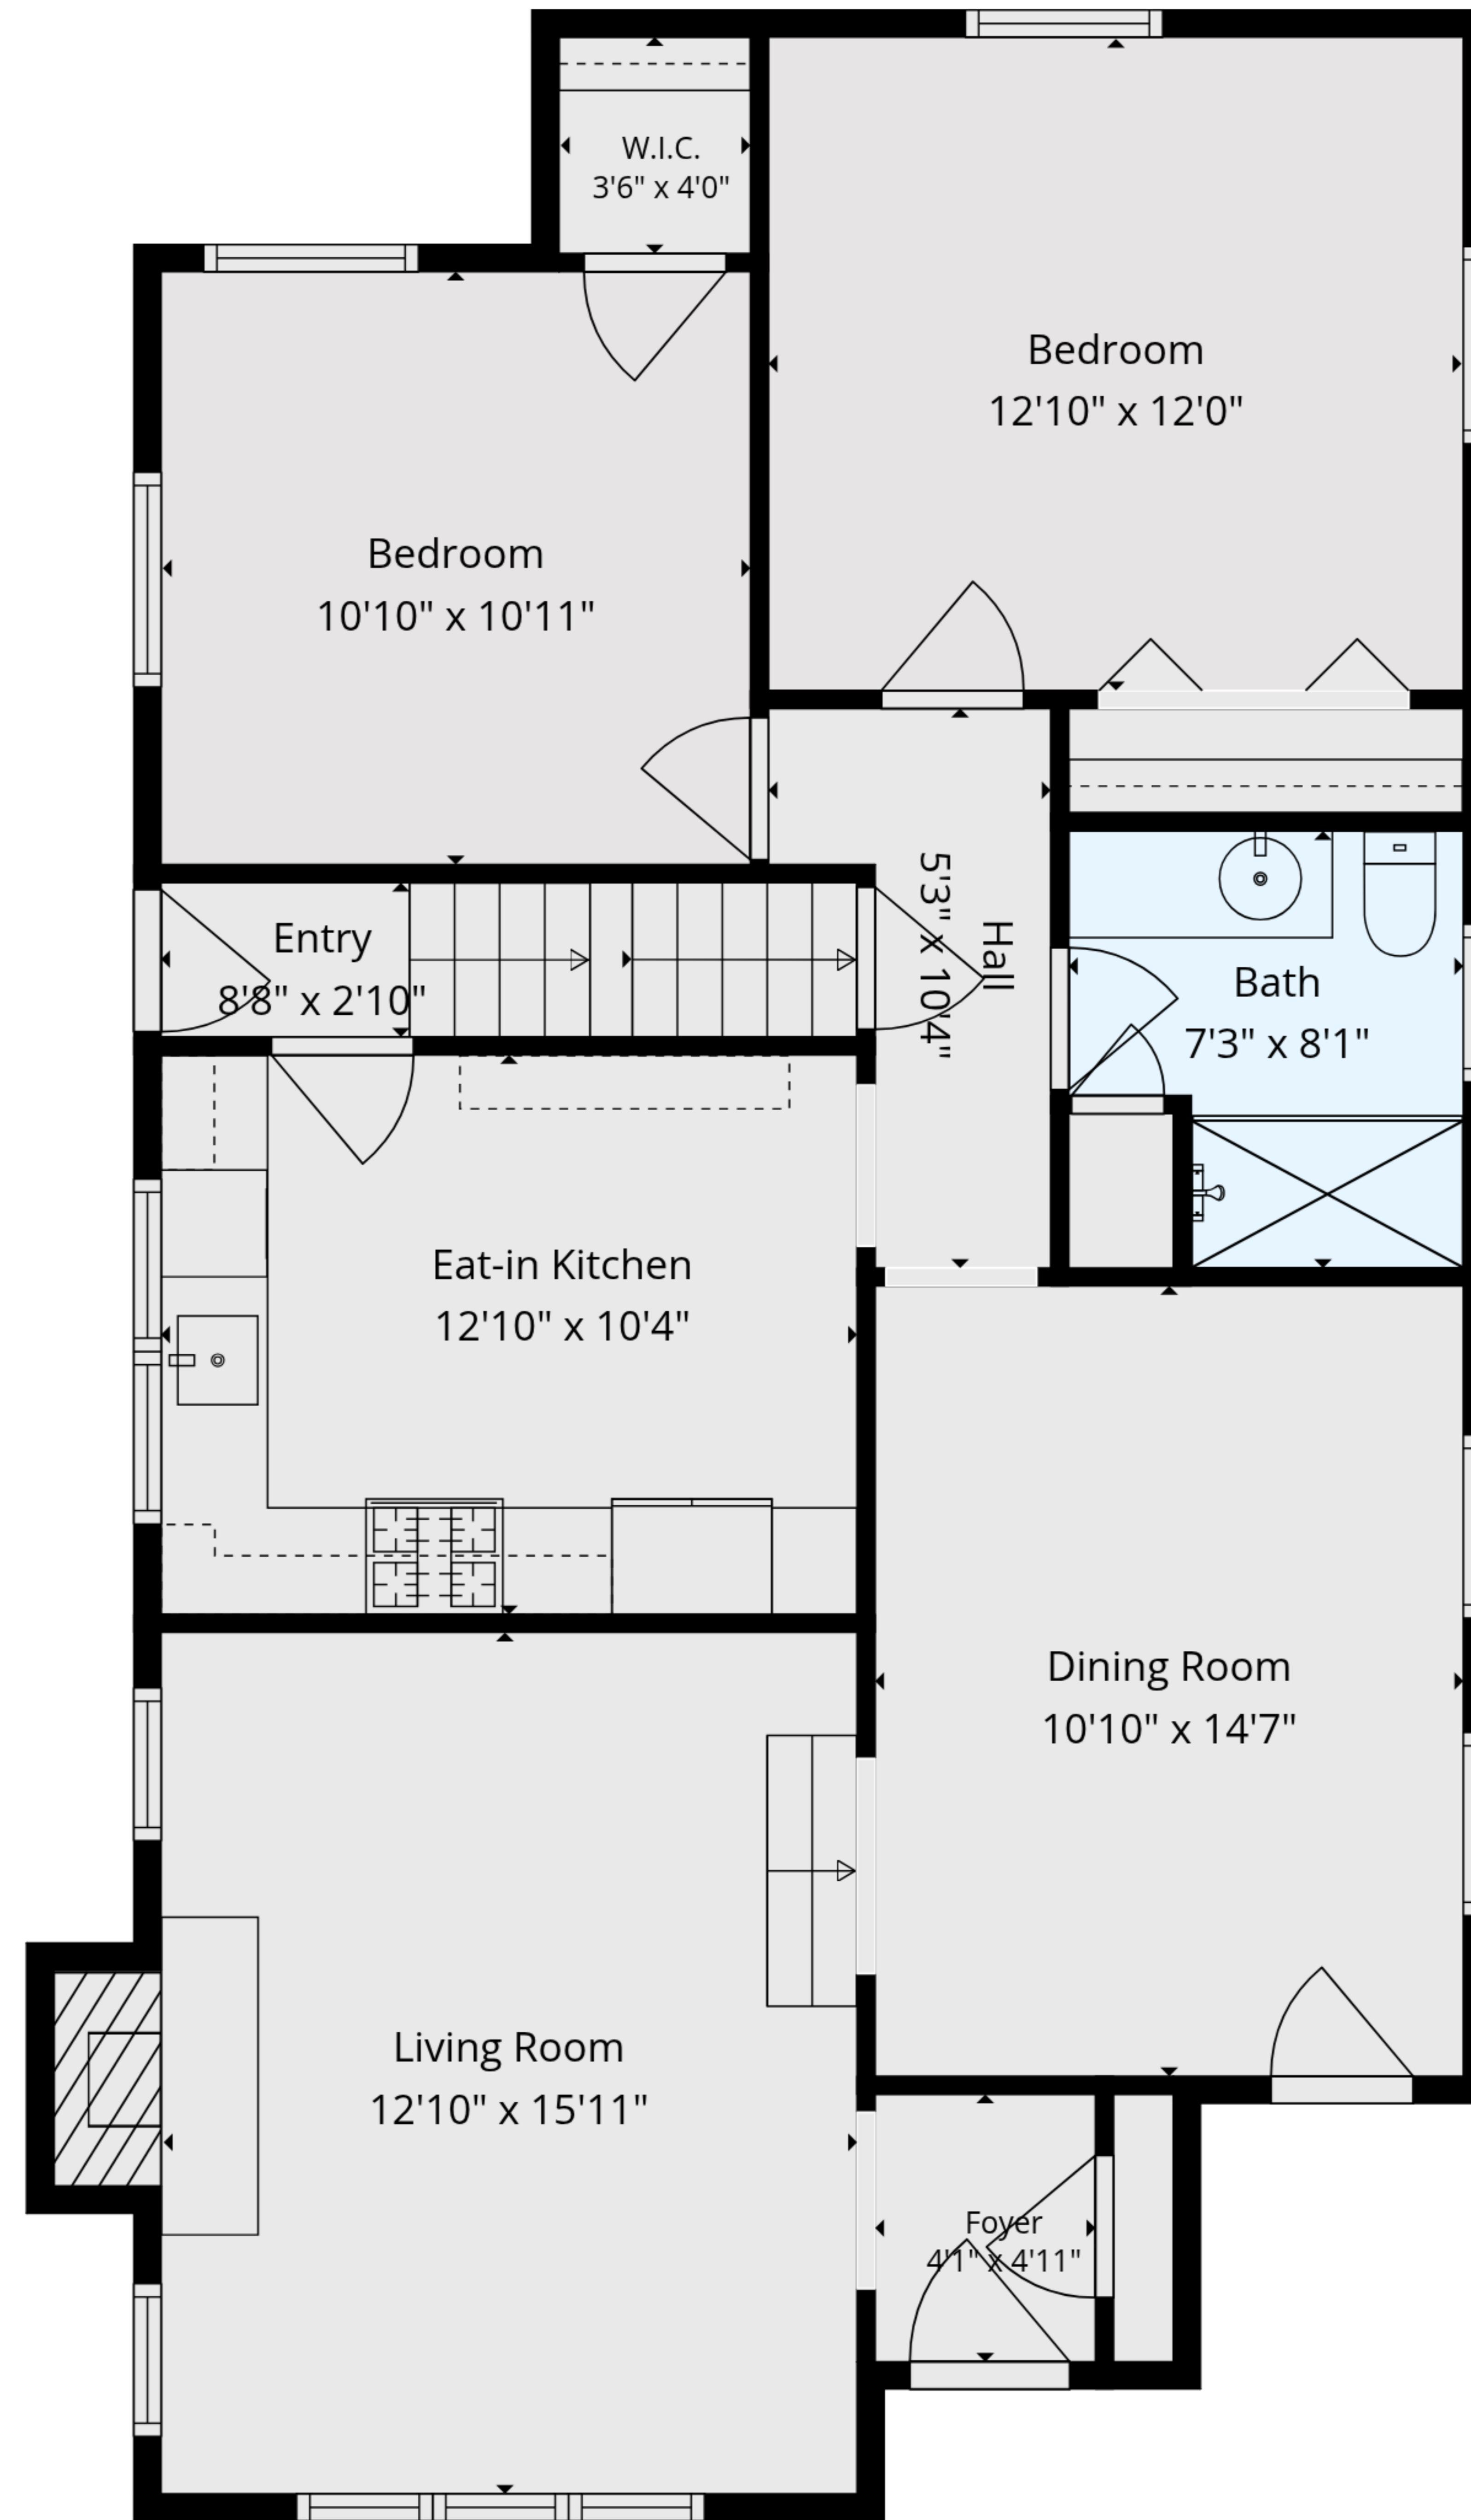 W.I.C.
3'6" x 4'0"
Bedroom
12'10" x 12'0"
Bedroom
10'10" x 10'11"
Entry
8'8" x 2'10"
Hall
5'3" x 10'4"
Bath
7'3" x 8'1"
Eat-in Kitchen
12'10" x 10'4"
Dining Room
10'10" x 14'7"
Living Room
12'10" x 15'11"
Foyer
4'1" x 4'11"